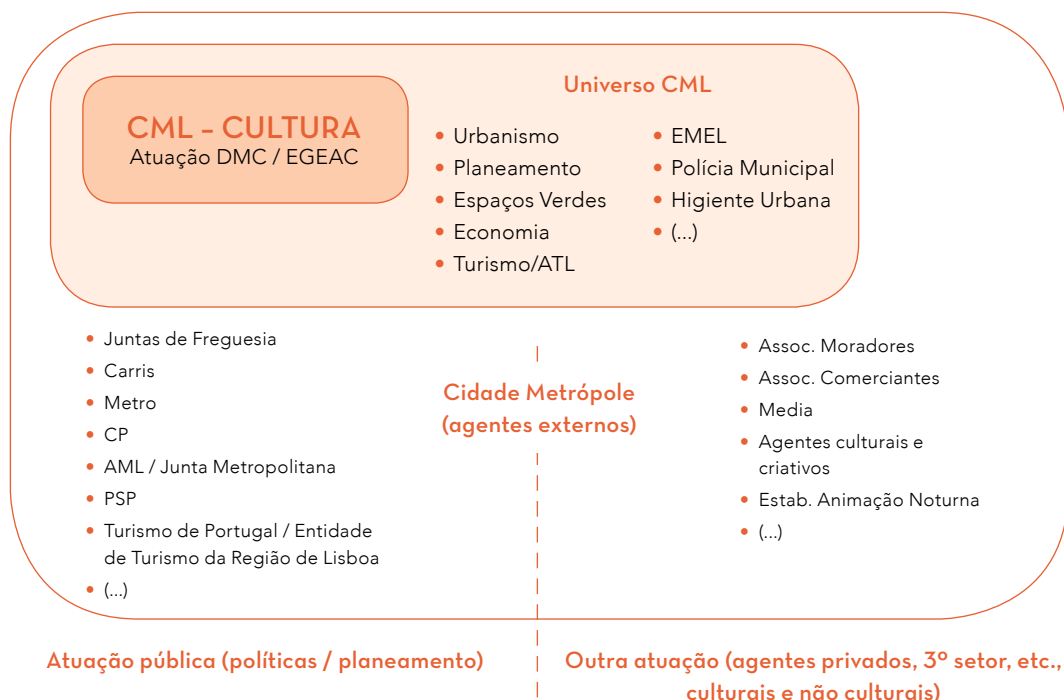 Universo CML
CML – CULTURA
Atuação DMC / EGEAC
• Urbanismo
• Planeamento
• Espaços Verdes
• Economia
• Turismo/ATL
• EMEL
• Polícia Municipal
• Higiente Urbana
• (...)
• Juntas de Freguesia
• Carris
• Metro
• CP
• AML / Junta Metropolitana
• PSP
• Turismo de Portugal / Entidade
de Turismo da Região de Lisboa
• (...)
Cidade Metrópole
(agentes externos)
• Assoc. Moradores
• Assoc. Comerciantes
• Media
• Agentes culturais e
criativos
• Estab. Animação Noturna
• (...)
Atuação pública (políticas / planeamento)
Outra atuação (agentes privados, 3º setor, etc.,
culturais e não culturais)